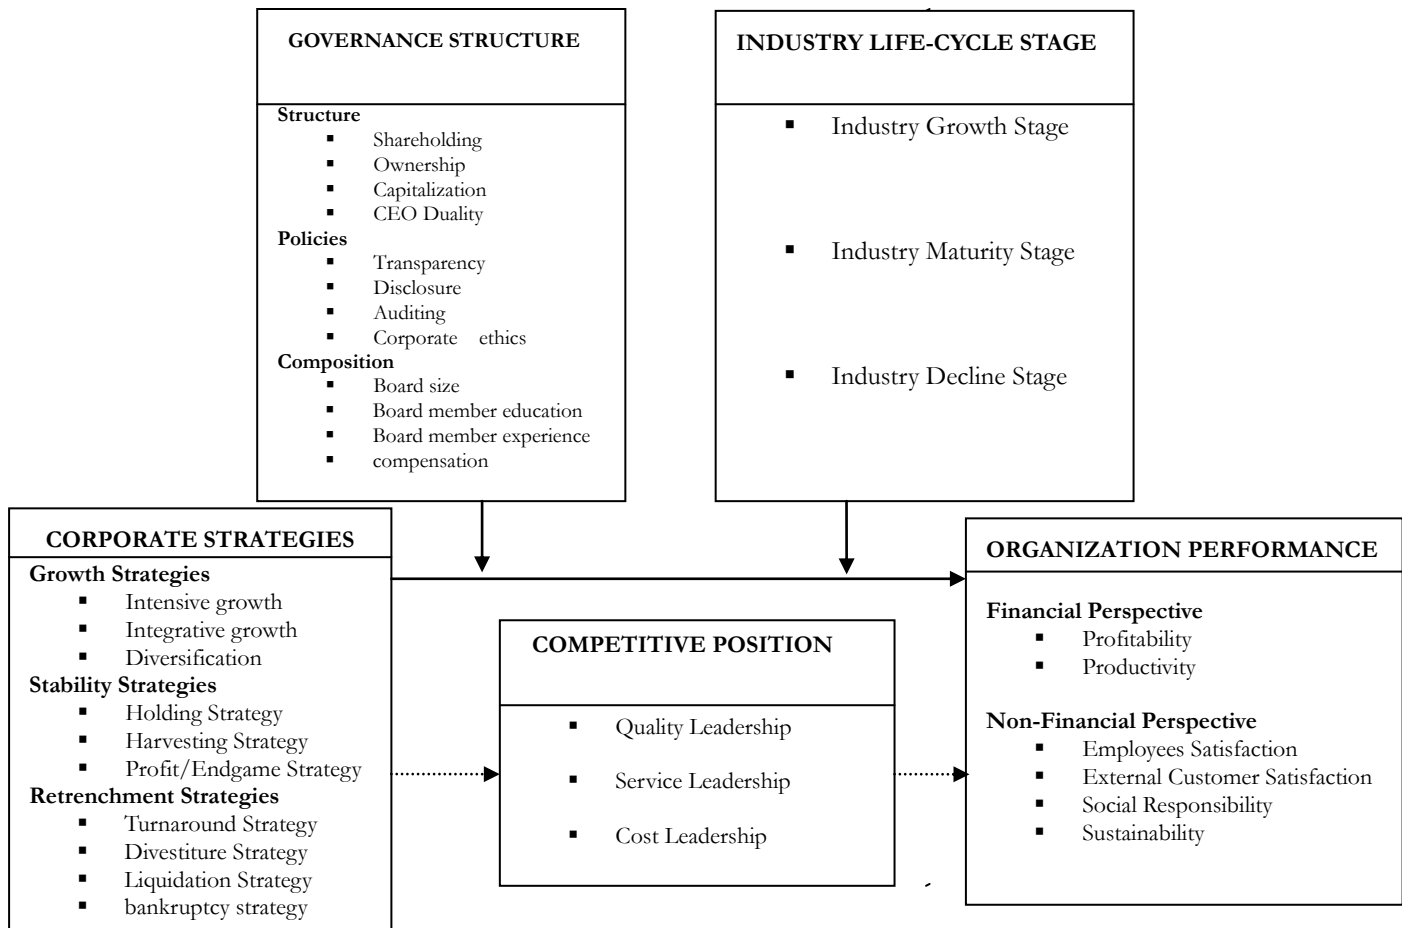 GOVERNANCE STRUCTURE
Structure
▪ Shareholding
▪ Ownership
▪ Capitalization
▪ CEO Duality
Policies
▪ Transparency
▪ Disclosure
▪ Auditing
▪ Corporate ethics
Composition
▪ Board size
▪ Board member education
▪ Board member experience
▪ compensation
INDUSTRY LIFE-CYCLE STAGE
▪ Industry Growth Stage
▪ Industry Maturity Stage
▪ Industry Decline Stage
CORPORATE STRATEGIES
Growth Strategies
▪ Intensive growth
▪ Integrative growth
▪ Diversification
Stability Strategies
▪ Holding Strategy
▪ Harvesting Strategy
▪ Profit/Endgame Strategy
Retrenchment Strategies
▪ Turnaround Strategy
▪ Divestiture Strategy
▪ Liquidation Strategy
▪ bankruptcy strategy
COMPETITIVE POSITION
▪ Quality Leadership
▪ Service Leadership
▪ Cost Leadership
ORGANIZATION PERFORMANCE
Financial Perspective
▪ Profitability
▪ Productivity
Non-Financial Perspective
▪ Employees Satisfaction
▪ External Customer Satisfaction
▪ Social Responsibility
▪ Sustainability